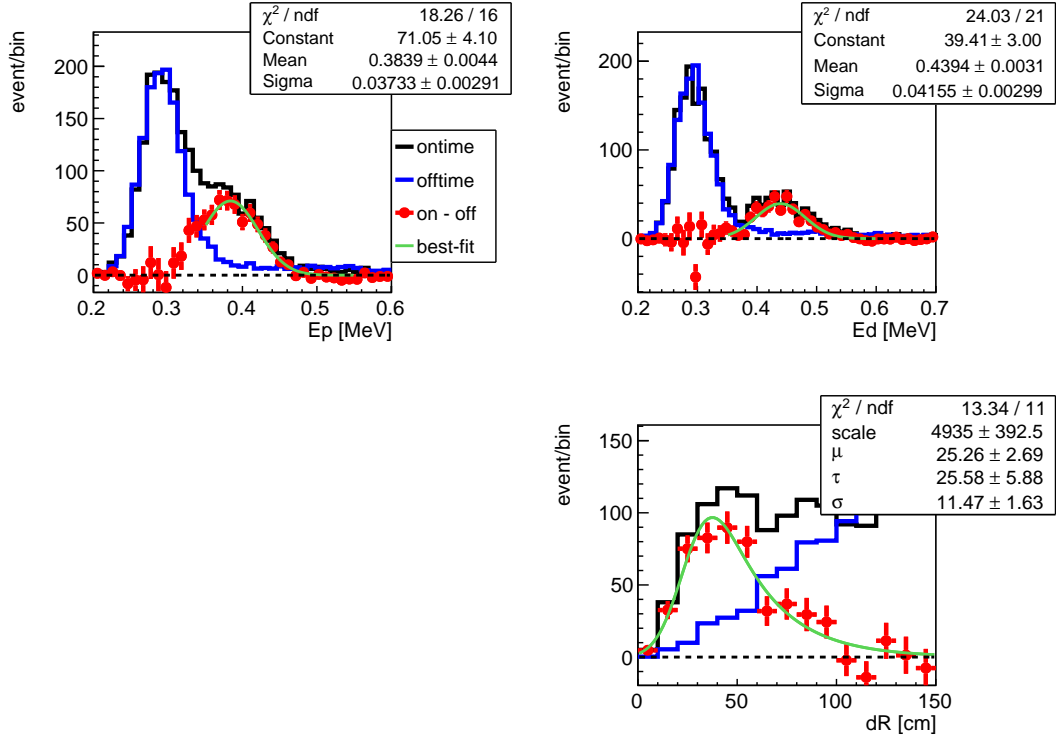 χ² / ndf 18.26 / 16
Constant 71.05 ± 4.10
Mean 0.3839 ± 0.0044
Sigma 0.03733 ± 0.00291
event/bin
200
150
100
50
0
0.2 0.3 0.4 0.5 0.6
Ep [MeV]
ontime
offtime
on - off
best-fit
χ² / ndf 24.03 / 21
Constant 39.41 ± 3.00
Mean 0.4394 ± 0.0031
Sigma 0.04155 ± 0.00299
event/bin
200
100
0
0.2 0.3 0.4 0.5 0.6 0.7
Ed [MeV]
χ² / ndf 13.34 / 11
scale 4935 ± 392.5
μ 25.26 ± 2.69
τ 25.58 ± 5.88
σ 11.47 ± 1.63
event/bin
150
100
50
0
0 50 100 150
dR [cm]